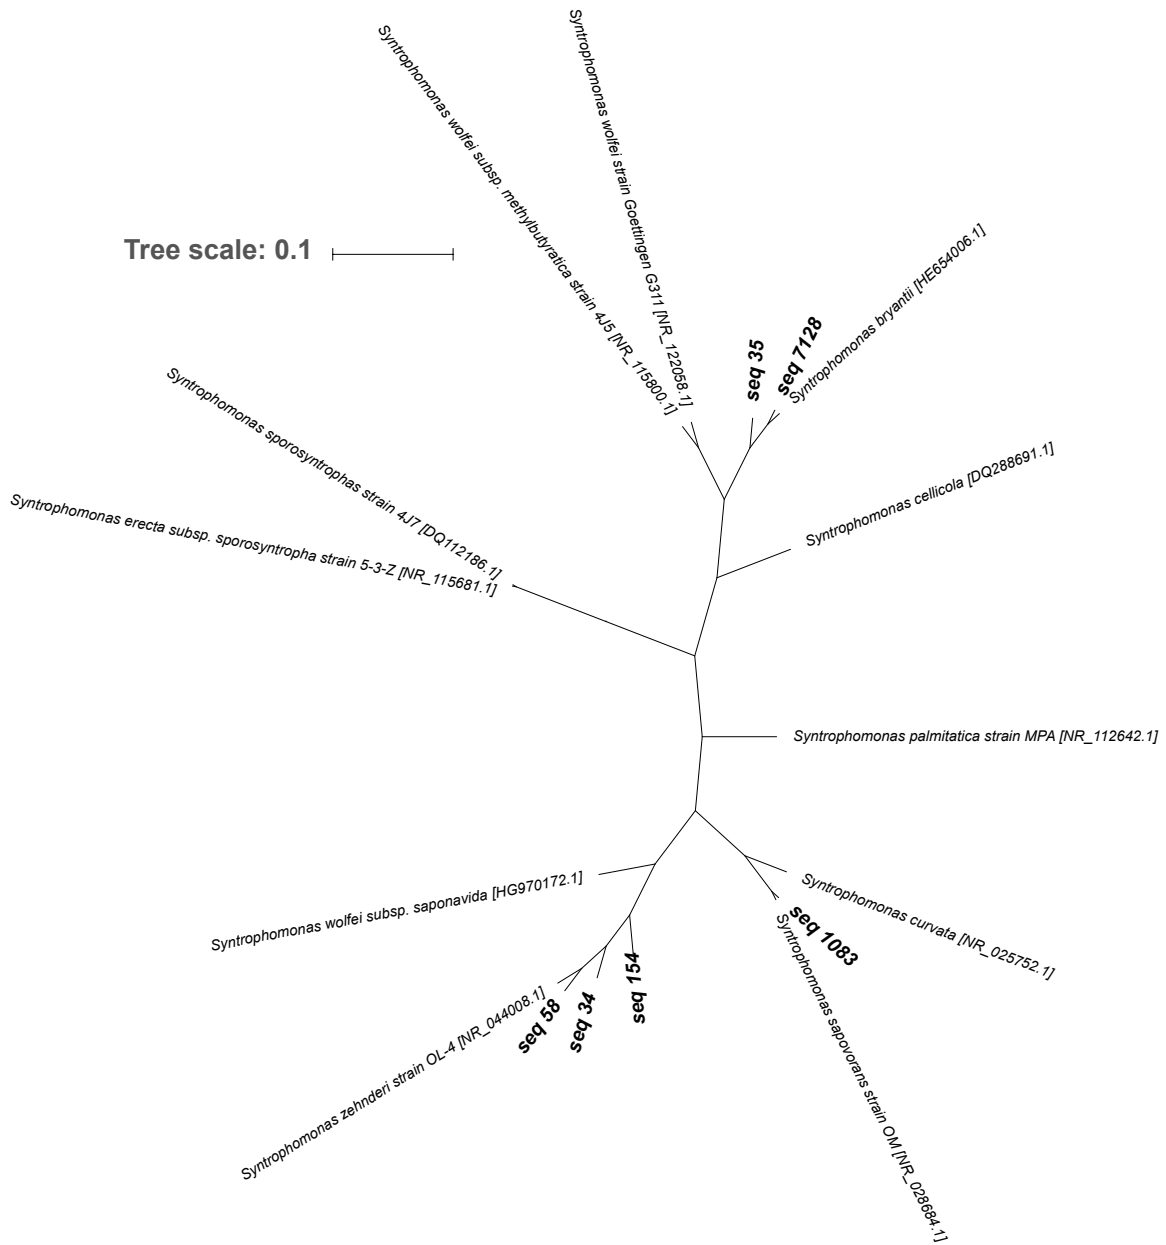 Syntrophomonas wolfei strain Goettingen G311 [NR_122058.1]
Syntrophomonas wolfei subsp. methylbutyratica strain 4J5 [NR_115800.1]
Tree scale: 0.1
Syntrophomonas bryantii [HE654006.1]
seq 35
seq 7128
Syntrophomonas sporosyntrophas strain 4J7 [DQ112186.1]
Syntrophomonas cellicola [DQ288691.1]
Syntrophomonas erecta subsp. sporosyntropha strain 5-3-Z [NR_115681.1]
Syntrophomonas palmitatica strain MPA [NR_112642.1]
Syntrophomonas wolfei subsp. saponavida [HG970172.1]
Syntrophomonas curvata [NR_025752.1]
seq 1083
seq 154
seq 34
seq 58
Syntrophomonas zehnderi strain OL-4 [NR_044008.1]
Syntrophomonas sapovorans strain OM [NR_028684.1]